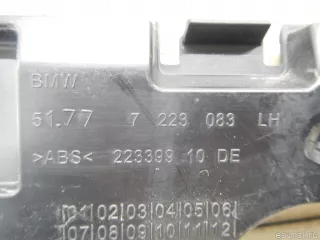 BMW
51.77 7 223 083 LH
>ABS< 223399 10 DE
01|02|03|04|05|06|
07|08|09|10|11|12|